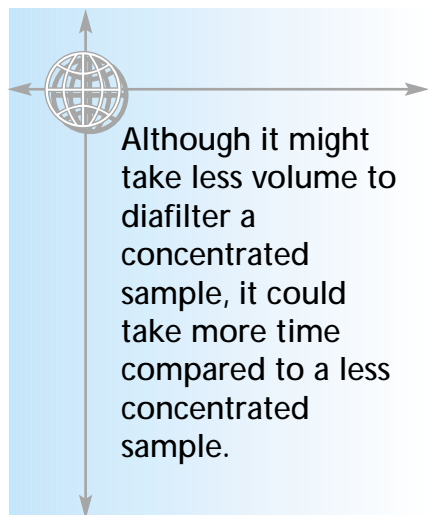 Although it might
take less volume to
diafilter a
concentrated
sample, it could
take more time
compared to a less
concentrated
sample.